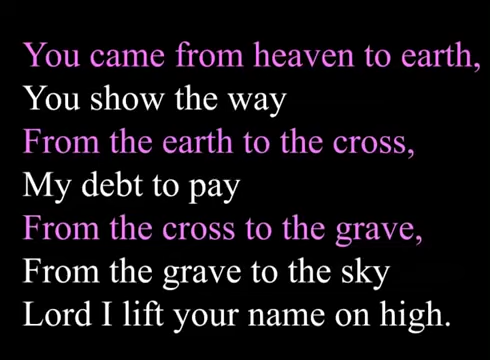 You came from heaven to earth,
You show the way
From the earth to the cross,
My debt to pay
From the cross to the grave,
From the grave to the sky
Lord I lift your name on high.